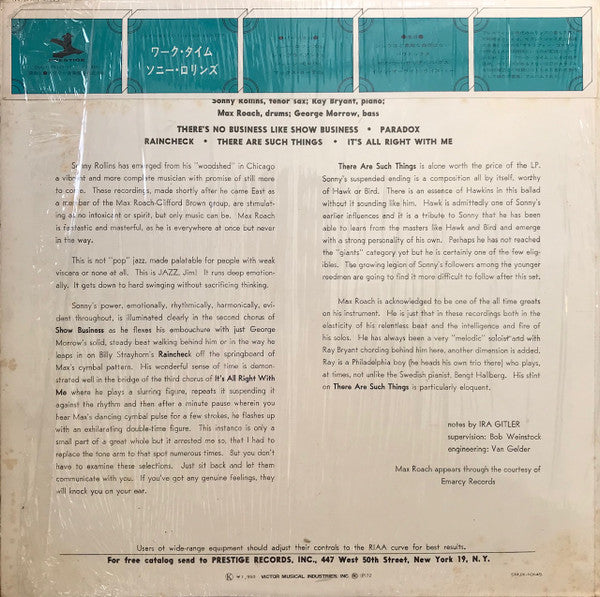 PRESTIGE
ワーク・タイム
ソニー・ロリンズ
Sonny Rollins, tenor sax; Ray Bryant, piano;
Max Roach, drums; George Morrow, bass
THERE'S NO BUSINESS LIKE SHOW BUSINESS • PARADOX
RAINCHECK • THERE ARE SUCH THINGS • IT'S ALL RIGHT WITH ME
Sonny Rollins has emerged from his "woodshed" in Chicago
a vibrant and more complete musician with promise of still more
to come. These recordings, made shortly after he came East as
a member of the Max Roach-Clifford Brown group, are stimulat-
ing as no intoxicant or spirit, but only music can be. Max Roach
is fantastic and masterful, as he is everywhere at once but never
in the way.
This is not "pop" jazz, made palatable for people with weak
viscera or none at all. This is JAZZ, Jim! It runs deep emotion-
ally. It gets down to hard swinging without sacrificing thinking.
Sonny's power, emotionally, rhythmically, harmonically, evi-
dent throughout, is illuminated clearly in the second chorus of
Show Business as he flexes his embouchure with just George
Morrow's solid, steady beat walking behind him or in the way he
leaps in on Billy Strayhorn's Raincheck off the springboard of
Max's cymbal pattern. His wonderful sense of time is demon-
strated well in the bridge of the third chorus of It's All Right With
Me where he plays a slurring figure, repeats it suspending it
against the rhythm and then after a minute pause wherein you
hear Max's dancing cymbal pulse for a few strokes, he flashes up
with an exhilarating double-time figure. This instance is only a
small part of a great whole but it arrested me so, that I had to
replace the tone arm to that spot numerous times. But you don't
have to examine these selections. Just sit back and let them
communicate with you. If you've got any genuine feelings, they
will knock you on your ear.
There Are Such Things is alone worth the price of the LP.
Sonny's suspended ending is a composition all by itself, worthy
of Hawk or Bird. There is an essence of Hawkins in this ballad
without it sounding like him. Hawk is admittedly one of Sonny's
earlier influences and it is a tribute to Sonny that he has been
able to learn from the masters like Hawk and Bird and emerge
with a strong personality of his own. Perhaps he has not reached
the "giants" category yet but he is certainly one of the few elig-
ibles. The growing legion of Sonny's followers among the younger
reedmen are going to find it more difficult to follow after this set.
Max Roach is acknowledged to be one of the all time greats
on his instrument. He is just that in these recordings both in the
elasticity of his relentless beat and the intelligence and fire of
his solos. He has always been a very "melodic" soloist and with
Ray Bryant chording behind him here, another dimension is added.
Ray is a Philadelphia boy (he heads his own trio there) who plays,
at times, not unlike the Swedish pianist, Bengt Hallberg. His stint
on There Are Such Things is particularly eloquent.
notes by IRA GITLER
supervision: Bob Weinstock
engineering: Van Gelder
Max Roach appears through the courtesy of
Emarcy Records
Users of wide-range equipment should adjust their controls to the RIAA curve for best results.
For free catalog send to PRESTIGE RECORDS, INC., 447 West 50th Street, New York 19, N. Y.
VICTOR MUSICAL INDUSTRIES, INC